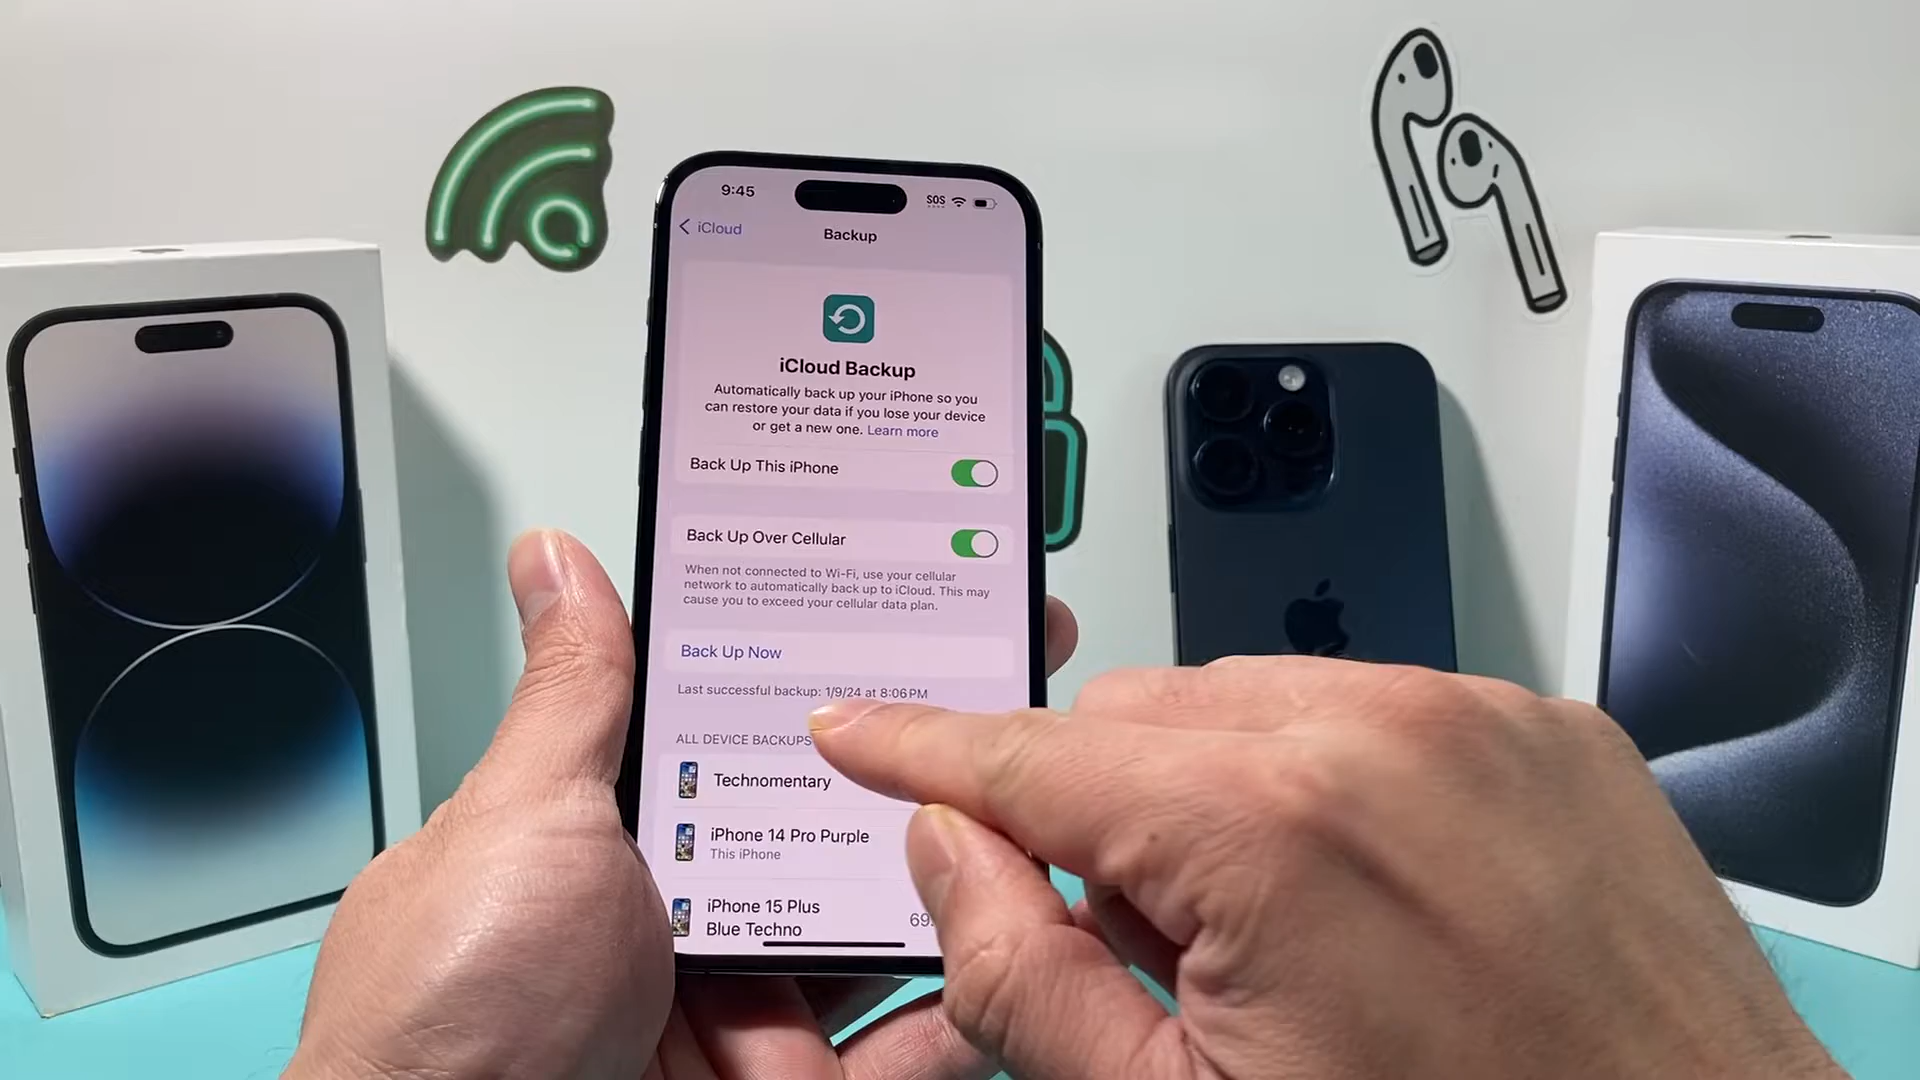 9:45
SOS
iCloud
Backup
iCloud Backup
Automatically back up your iPhone so you
can restore your data if you lose your device
or get a new one. Learn more
Back Up This iPhone
Back Up Over Cellular
When not connected to Wi-Fi, use your cellular
network to automatically back up to iCloud. This may
cause you to exceed your cellular data plan.
Back Up Now
Last successful backup: 1/9/24 at 8:06 PM
ALL DEVICE BACKUPS
Technomentary
iPhone 14 Pro Purple
This iPhone
iPhone 15 Plus
Blue Techno